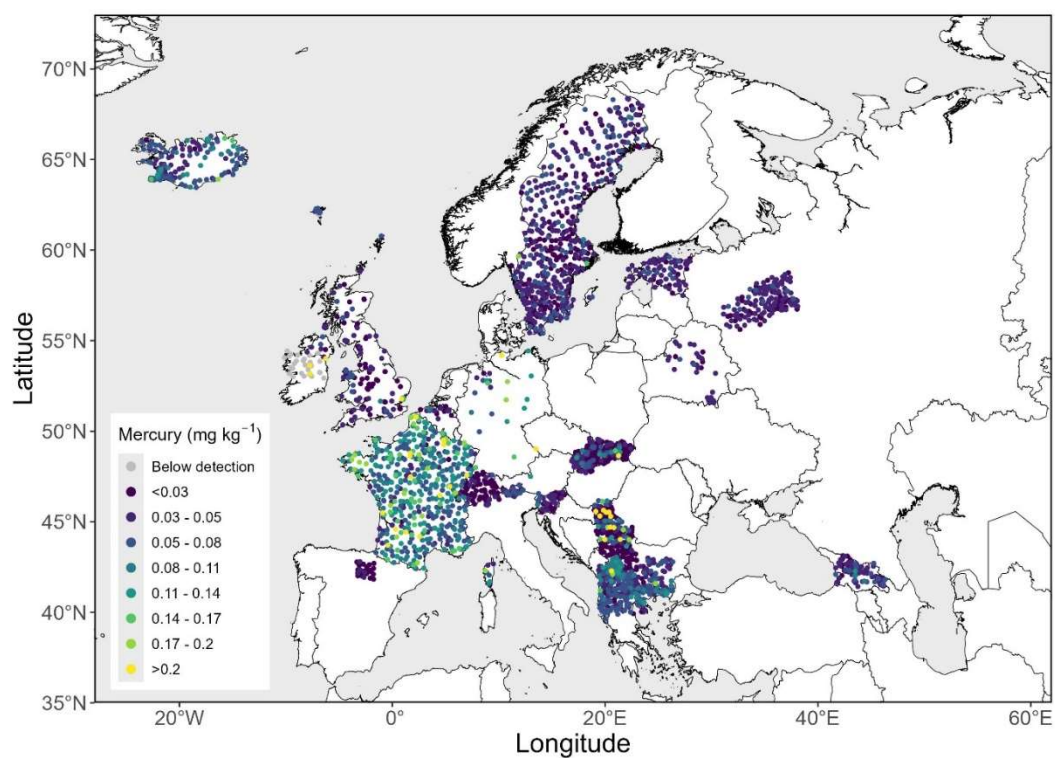 70°N
65°N
60°N
55°N
50°N
45°N
40°N
35°N
Latitude
Mercury (mg kg⁻¹)
Below detection
<0.03
0.03 - 0.05
0.05 - 0.08
0.08 - 0.11
0.11 - 0.14
0.14 - 0.17
0.17 - 0.2
>0.2
20°W
0°
20°E
40°E
60°E
Longitude